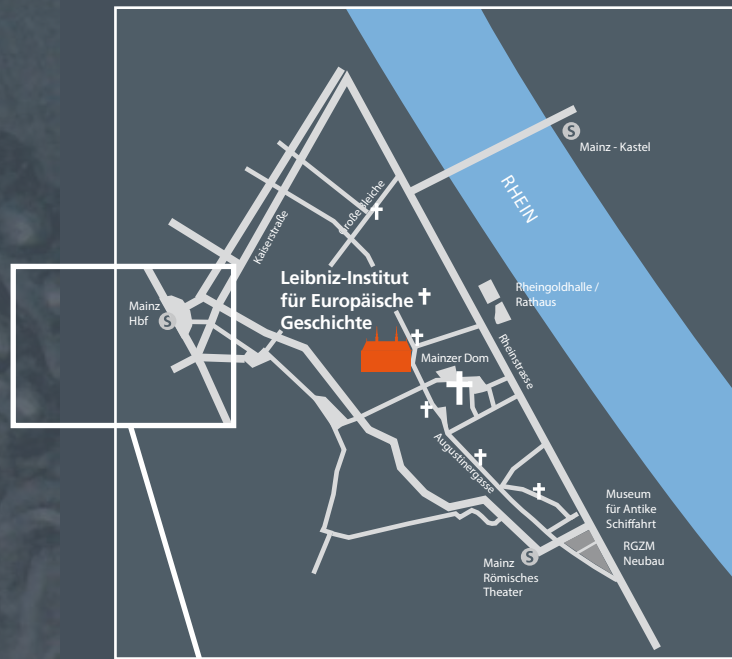 S
Mainz - Kastel
RHEIN
Große Bleiche
Kaiserstraße
Leibniz-Institut
für Europäische
Geschichte
Rheingoldhalle /
Rathaus
Mainz
Hbf
S
Rheinstrasse
Mainzer Dom
Augustinergasse
Museum
für Antike
Schiffahrt
RGZM
Neubau
S
Mainz
Römisches
Theater